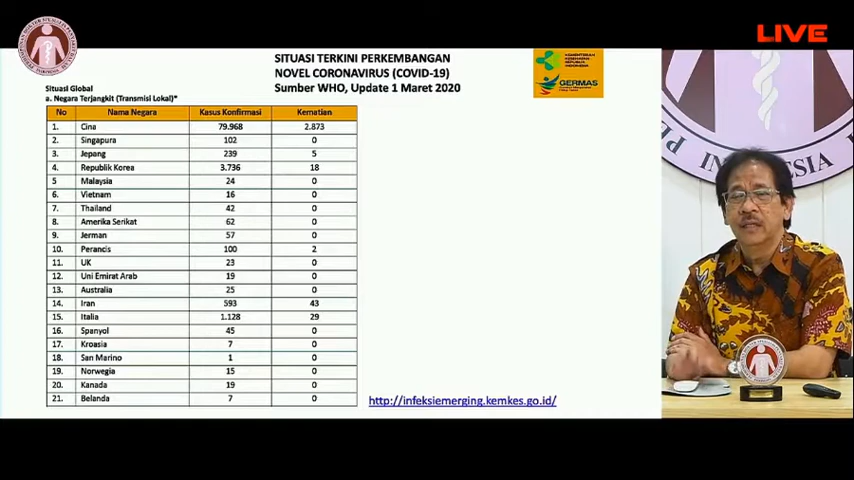 LIVE
SITUASI TERKINI PERKEMBANGAN
NOVEL CORONAVIRUS (COVID-19)
Sumber WHO, Update 1 Maret 2020
KEMENTERIAN
KESEHATAN
REPUBLIK
INDONESIA
GERMAS
Situasi Global
a. Negara Terjangkit (Transmisi Lokal)*
No Nama Negara Kasus Konfirmasi Kematian
1. Cina 79.968 2.873
2. Singapura 102 0
3. Jepang 239 5
4. Republik Korea 3.736 18
5 Malaysia 24 0
6. Vietnam 16 0
7. Thailand 42 0
8. Amerika Serikat 62 0
9. Jerman 57 0
10. Perancis 100 2
11. UK 23 0
12. Uni Emirat Arab 19 0
13. Australia 25 0
14. Iran 593 43
15. Italia 1.128 29
16. Spanyol 45 0
17. Kroasia 7 0
18. San Marino 1 0
19. Norwegia 15 0
20. Kanada 19 0
21. Belanda 7 0
http://infeksiemerging.kemkes.go.id/